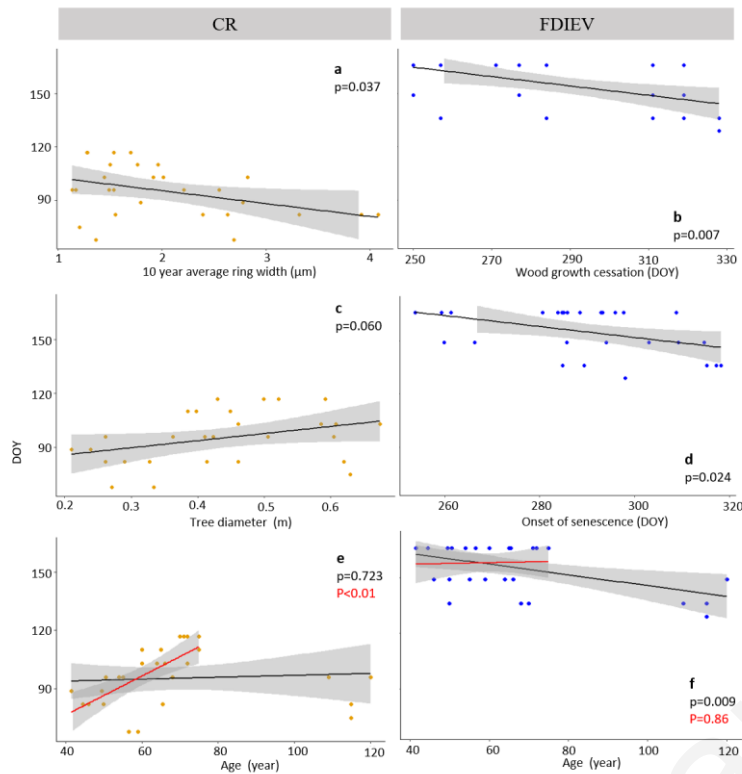 CR
FDIEV
a
p=0.037
150
120
90
1
2
3
4
10 year average ring width (μm)
b
p=0.007
250
270
290
310
330
Wood growth cessation (DOY)
c
p=0.060
150
120
90
DOY
0.2
0.3
0.4
0.5
0.6
Tree diameter (m)
d
p=0.024
260
280
300
320
Onset of senescence (DOY)
e
p=0.723
P<0.01
150
120
90
40
60
80
100
120
Age (year)
f
p=0.009
P=0.86
40
60
80
100
120
Age (year)